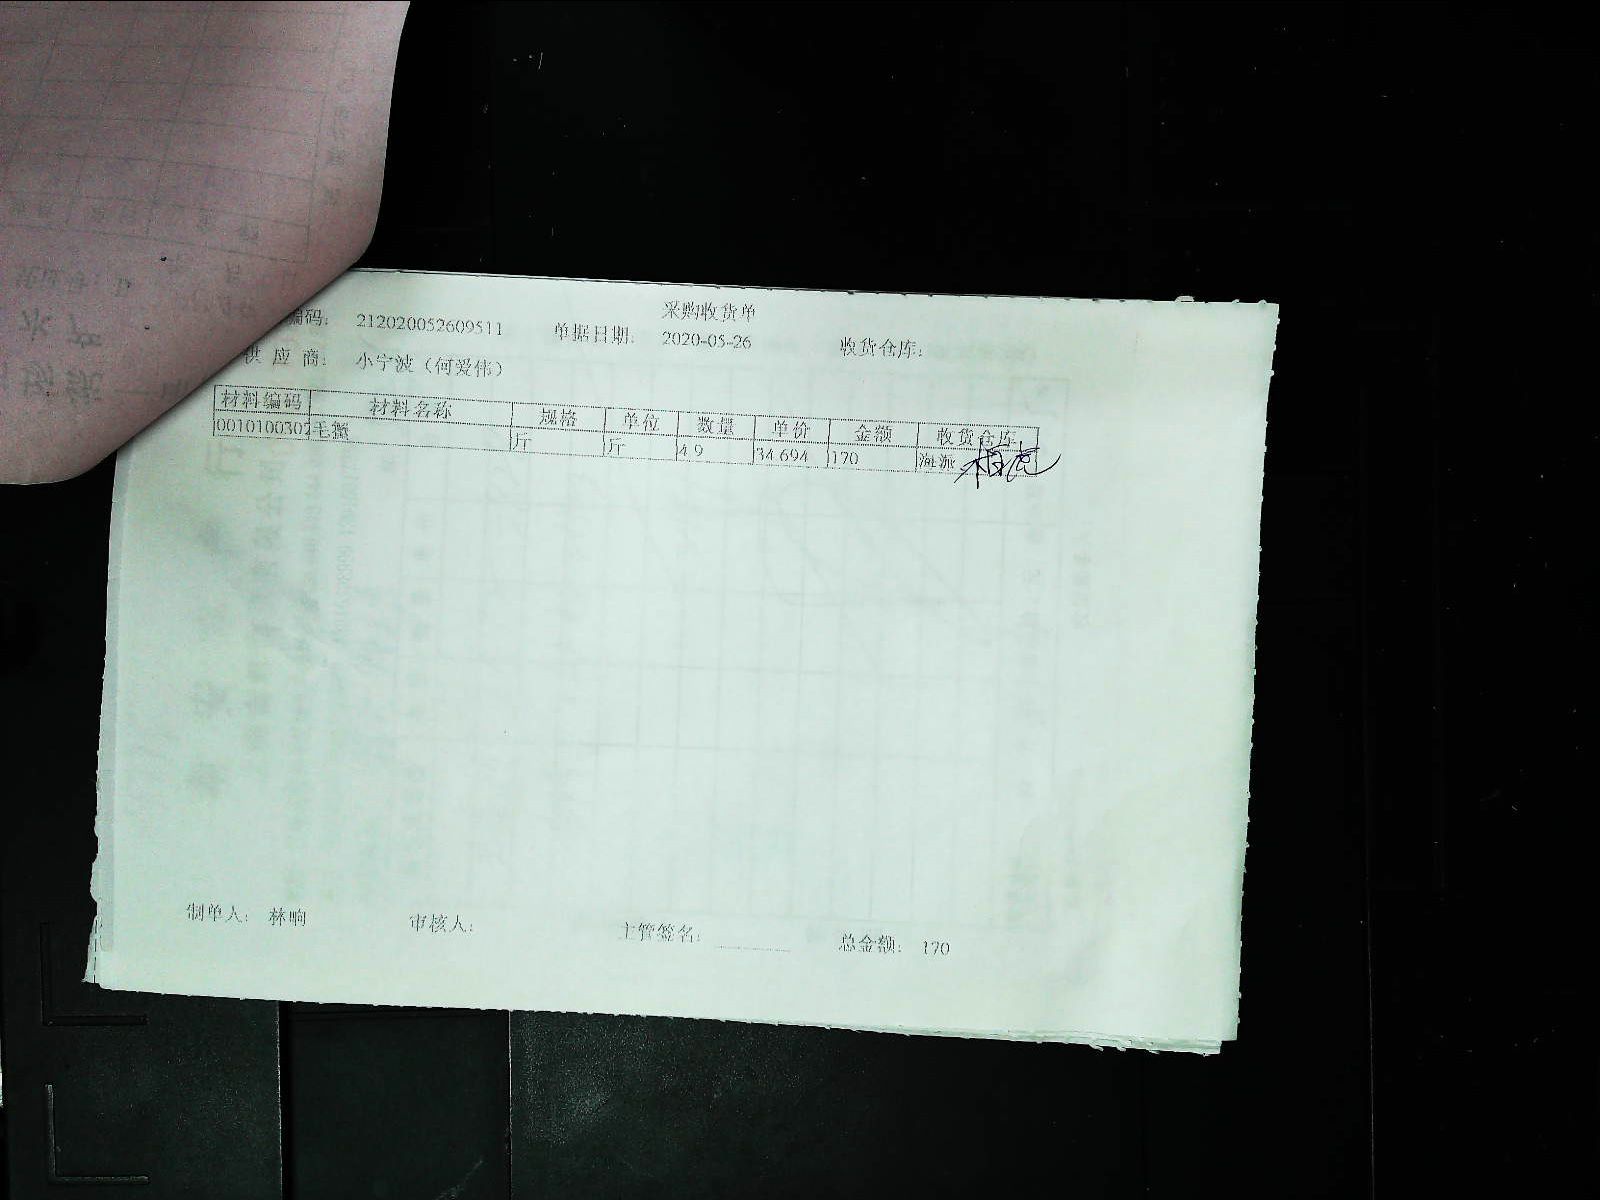 采购收货单
编码: 212020052609511 单据日期: 2020-05-26 收货仓库:
供应商: 小宁波（何爱伟）
材料编码 材料名称 规格 单位 数量 单价 金额 收货仓库
0010100302 毛蟹 斤 斤 4.9 34.694 170 海派
制单人: 林响 审核人: 主管签名: 总金额: 170